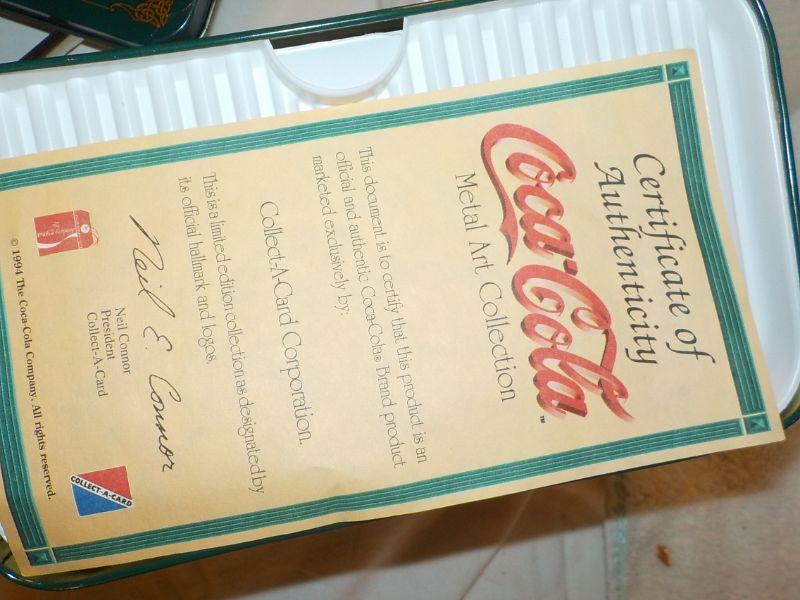 Certificate of
Authenticity
Coca-Cola™
Metal Art Collection
This document is to certify that this product is an
official and authentic Coca-Cola® Brand product
marketed exclusively by:
Collect-A-Card Corporation.
This is a limited edition collection as designated by
its official hallmark and logos.
Neil E. Connor
Neil Connor
President
Collect-A-Card
COLLECT-A-CARD
© 1994 The Coca-Cola Company. All rights reserved.